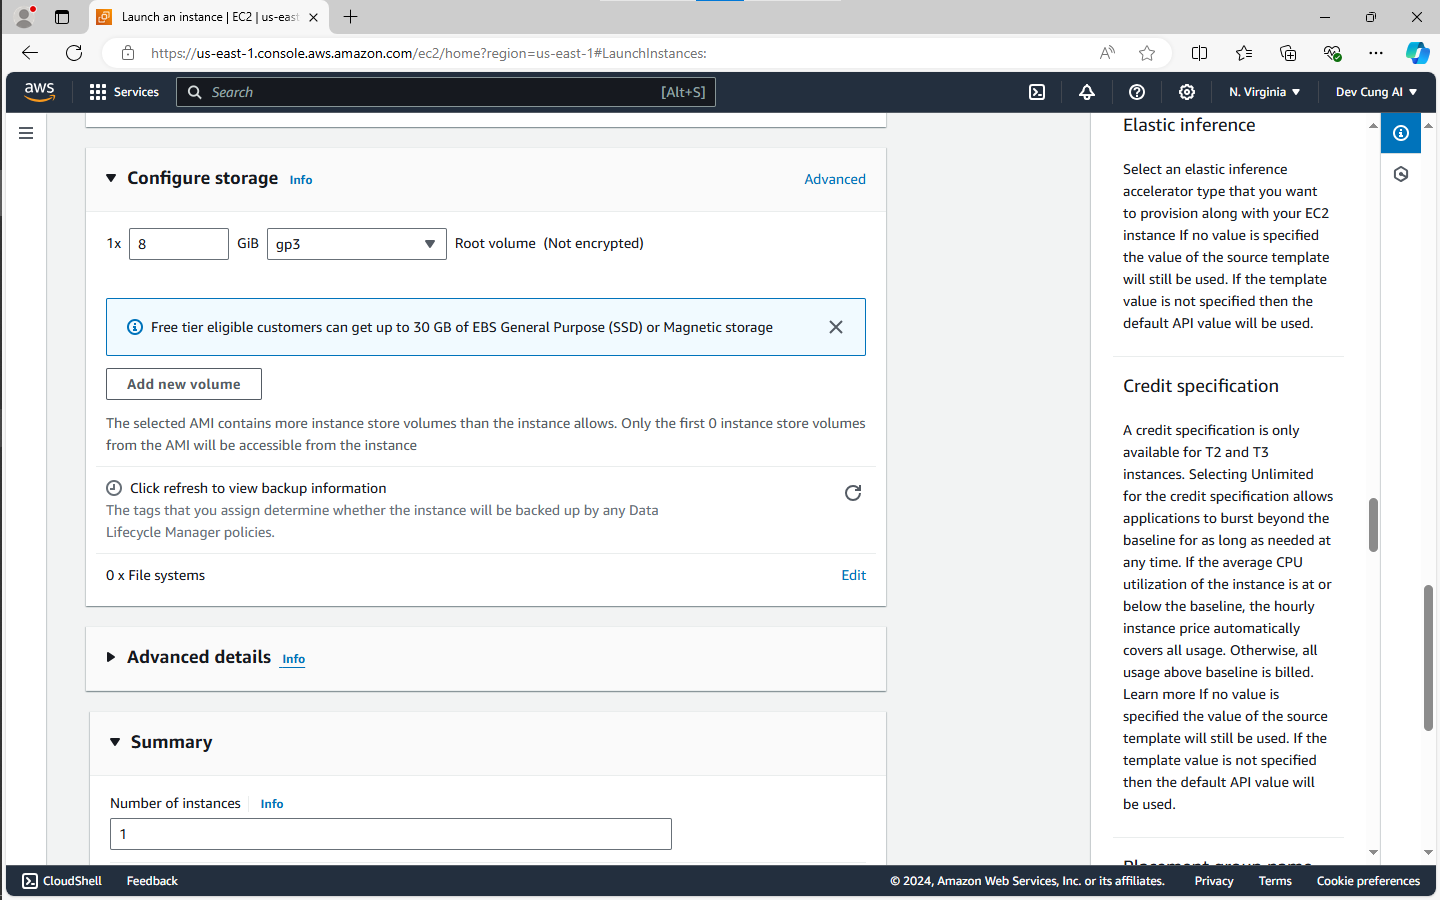 Launch an instance | EC2 | us-east
https://us-east-1.console.aws.amazon.com/ec2/home?region=us-east-1#LaunchInstances:
aws
Services
Search
[Alt+S]
N. Virginia
Dev Cung AI
Configure storage
Info
Advanced
1x
8
GiB
gp3
Root volume (Not encrypted)
Free tier eligible customers can get up to 30 GB of EBS General Purpose (SSD) or Magnetic storage
Add new volume
The selected AMI contains more instance store volumes than the instance allows. Only the first 0 instance store volumes
from the AMI will be accessible from the instance
Click refresh to view backup information
The tags that you assign determine whether the instance will be backed up by any Data
Lifecycle Manager policies.
0 x File systems
Edit
Advanced details
Info
Summary
Number of instances
Info
1
Elastic inference
Select an elastic inference
accelerator type that you want
to provision along with your EC2
instance If no value is specified
the value of the source template
will still be used. If the template
value is not specified then the
default API value will be used.
Credit specification
A credit specification is only
available for T2 and T3
instances. Selecting Unlimited
for the credit specification allows
applications to burst beyond the
baseline for as long as needed at
any time. If the average CPU
utilization of the instance is at or
below the baseline, the hourly
instance price automatically
covers all usage. Otherwise, all
usage above baseline is billed.
Learn more If no value is
specified the value of the source
template will still be used. If the
template value is not specified
then the default API value will
be used.
Placement group name
CloudShell
Feedback
© 2024, Amazon Web Services, Inc. or its affiliates.
Privacy
Terms
Cookie preferences